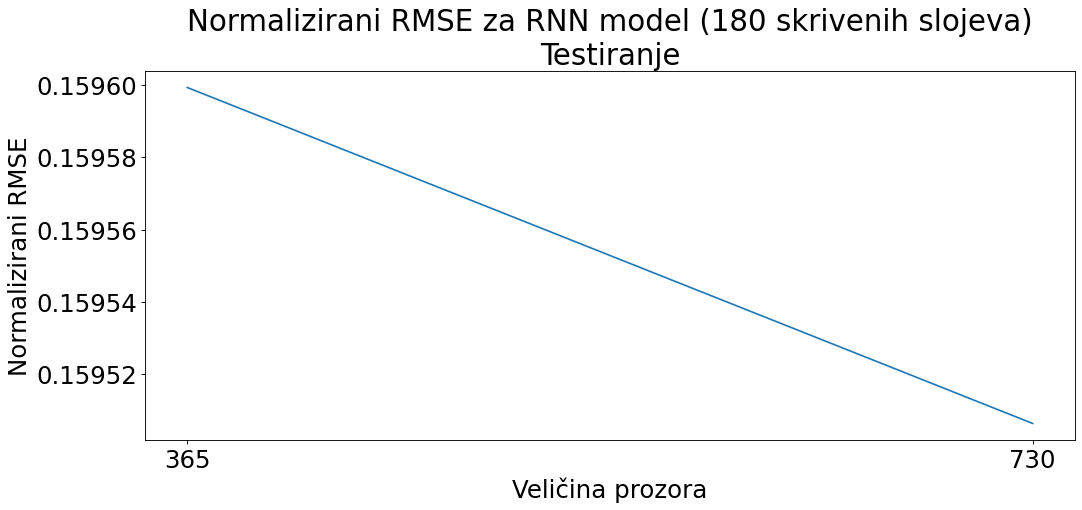 Normalizirani RMSE za RNN model (180 skrivenih slojeva)
Testiranje
Normalizirani RMSE
0.15960
0.15958
0.15956
0.15954
0.15952
365
730
Veličina prozora